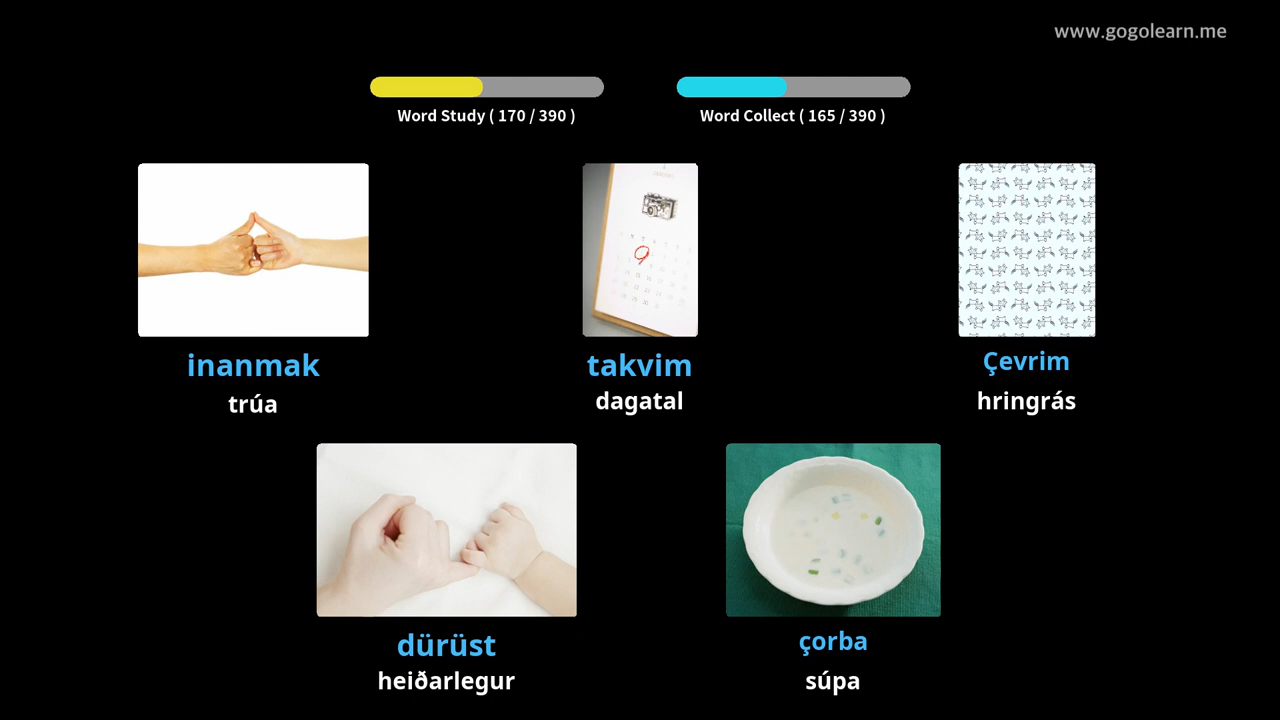 www.gogolearn.me
Word Study ( 170 / 390 )
Word Collect ( 165 / 390 )
inanmak
trúa
takvim
dagatal
Çevrim
hringrás
dürüst
heiðarlegur
çorba
súpa